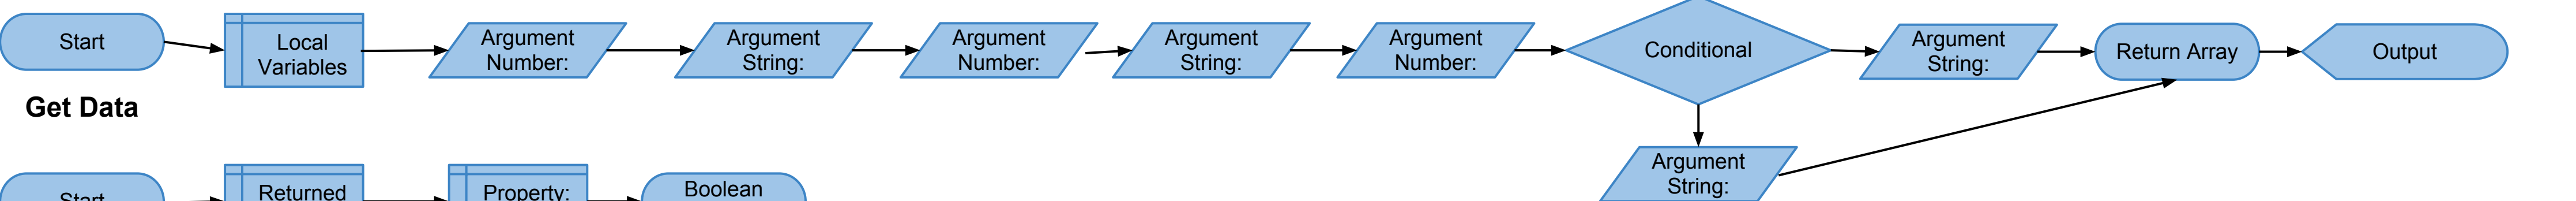 Start
Local
Variables
Argument
Number:
Argument
String:
Argument
Number:
Argument
String:
Argument
Number:
Conditional
Argument
String:
Return Array
Output
Get Data
Argument
String:
Start
Returned
Property:
Boolean